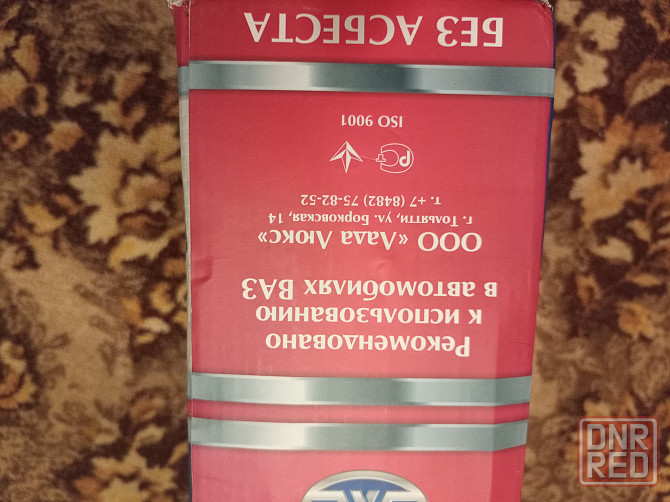 Рекомендовано
к использованию
в автомобилях ВАЗ
ООО «Лада Люкс»
г. Тольятти, ул. Борковская, 14
т. +7 (8482) 75-82-52
РСТ
ISO 9001
БЕЗ АСБЕСТА
DNR
RED